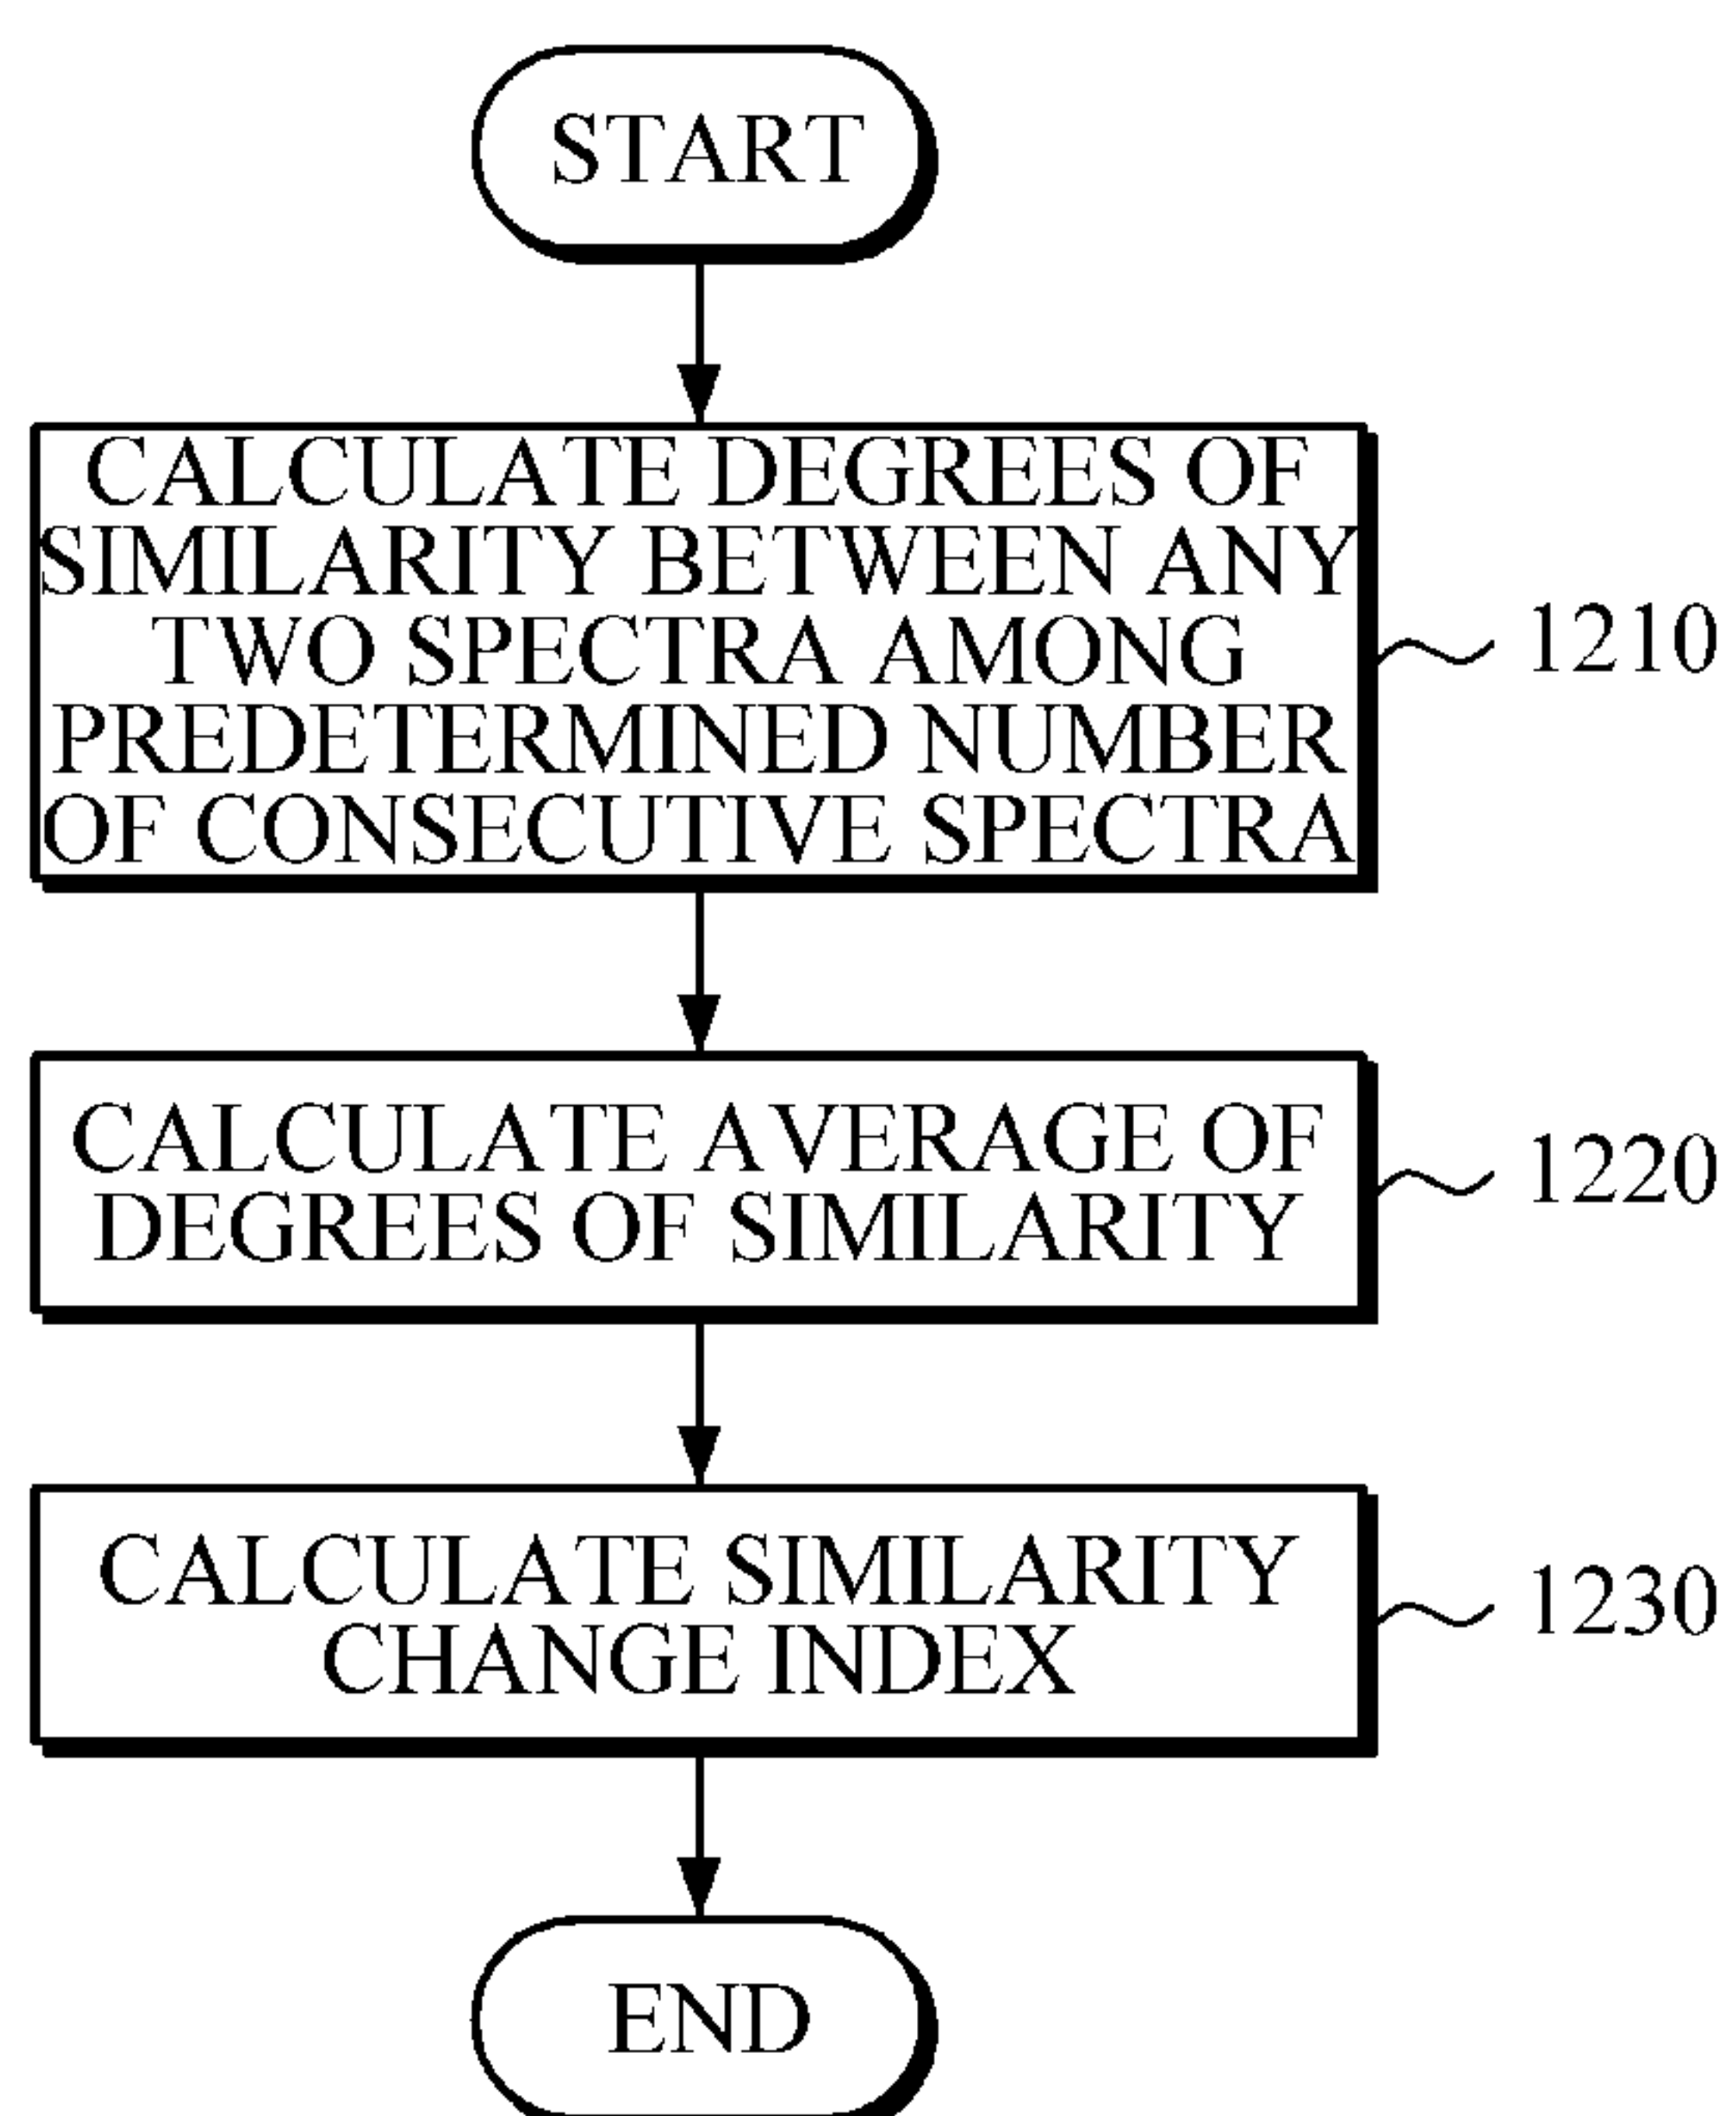 START
CALCULATE DEGREES OF
SIMILARITY BETWEEN ANY
TWO SPECTRA AMONG
PREDETERMINED NUMBER
OF CONSECUTIVE SPECTRA
1210
CALCULATE AVERAGE OF
DEGREES OF SIMILARITY
1220
CALCULATE SIMILARITY
CHANGE INDEX
1230
END